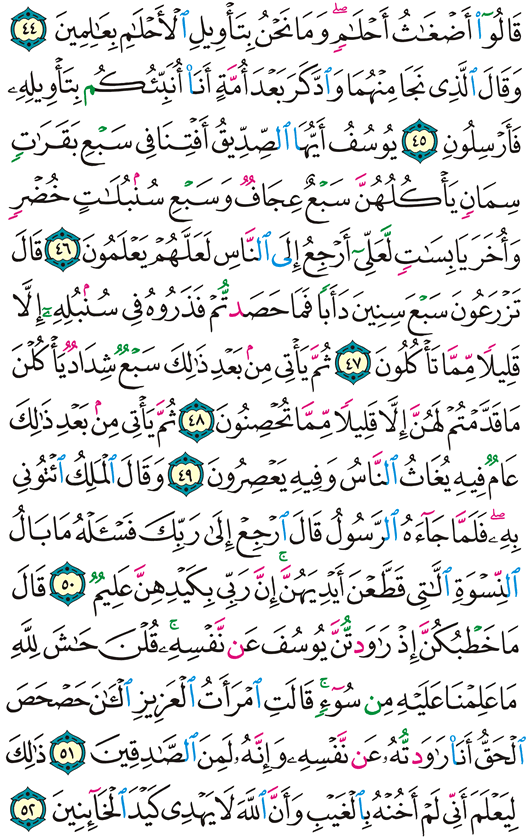 قَالُوٓا۟ أَضْغَـٰثُ أَحْلَـٰمٍۢ ۖ وَمَا نَحْنُ بِتَأْوِيلِ ٱلْأَحْلَـٰمِ بِعَـٰلِمِينَ ٤٤
وَقَالَ ٱلَّذِى نَجَا مِنْهُمَا وَٱدَّكَرَ بَعْدَ أُمَّةٍ أَنَا۠ أُنَبِّئُكُم بِتَأْوِيلِهِۦ
فَأَرْسِلُونِ ٤٥ يُوسُفُ أَيُّهَا ٱلصِّدِّيقُ أَفْتِنَا فِى سَبْعِ بَقَرَٰتٍۢ
سِمَانٍۢ يَأْكُلُهُنَّ سَبْعٌ عِجَافٌۭ وَسَبْعِ سُنۢبُلَـٰتٍ خُضْرٍۢ
وَأُخَرَ يَابِسَـٰتٍۢ لَّعَلِّىٓ أَرْجِعُ إِلَى ٱلنَّاسِ لَعَلَّهُمْ يَعْلَمُونَ ٤٦ قَالَ
تَزْرَعُونَ سَبْعَ سِنِينَ دَأَبًۭا فَمَا حَصَدتُّمْ فَذَرُوهُ فِى سُنۢبُلِهِۦٓ إِلَّا
قَلِيلًۭا مِّمَّا تَأْكُلُونَ ٤٧ ثُمَّ يَأْتِى مِنۢ بَعْدِ ذَٰلِكَ سَبْعٌۭ شِدَادٌۭ يَأْكُلْنَ
مَا قَدَّمْتُمْ لَهُنَّ إِلَّا قَلِيلًۭا مِّمَّا تُحْصِنُونَ ٤٨ ثُمَّ يَأْتِى مِنۢ بَعْدِ ذَٰلِكَ
عَامٌۭ فِيهِ يُغَاثُ ٱلنَّاسُ وَفِيهِ يَعْصِرُونَ ٤٩ وَقَالَ ٱلْمَلِكُ ٱئْتُونِى
بِهِۦ ۖ فَلَمَّا جَآءَهُ ٱلرَّسُولُ قَالَ ٱرْجِعْ إِلَىٰ رَبِّكَ فَسْـَٔلْهُ مَا بَالُ
ٱلنِّسْوَةِ ٱلَّـٰتِى قَطَّعْنَ أَيْدِيَهُنَّ ۚ إِنَّ رَبِّى بِكَيْدِهِنَّ عَلِيمٌۭ ٥٠ قَالَ
مَا خَطْبُكُنَّ إِذْ رَٰوَدتُّنَّ يُوسُفَ عَن نَّفْسِهِۦ ۚ قُلْنَ حَـٰشَ لِلَّهِ
مَا عَلِمْنَا عَلَيْهِ مِن سُوٓءٍۢ ۚ قَالَتِ ٱمْرَأَتُ ٱلْعَزِيزِ ٱلْـَٔـٰنَ حَصْحَصَ
ٱلْحَقُّ أَنَا۠ رَٰوَدتُّهُۥ عَن نَّفْسِهِۦ وَإِنَّهُۥ لَمِنَ ٱلصَّـٰدِقِينَ ٥١ ذَٰلِكَ
لِيَعْلَمَ أَنِّى لَمْ أَخُنْهُ بِٱلْغَيْبِ وَأَنَّ ٱللَّهَ لَا يَهْدِى كَيْدَ ٱلْخَآئِنِينَ ٥٢